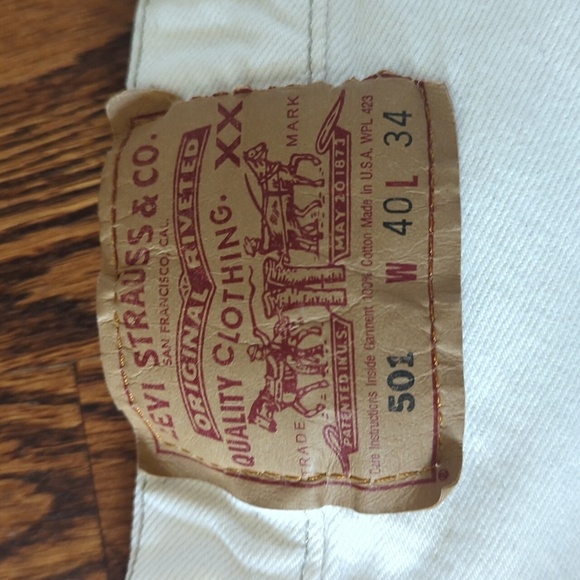 LEVI STRAUSS & CO.
SAN FRANCISCO, CAL.
ORIGINAL RIVETED
QUALITY CLOTHING. XX
TRADE MARK
PATENTED IN U.S. MAY 20 1873
Care Instructions Inside Garment 100% Cotton Made In U.S.A. WPL 423
501 W 40 L 34